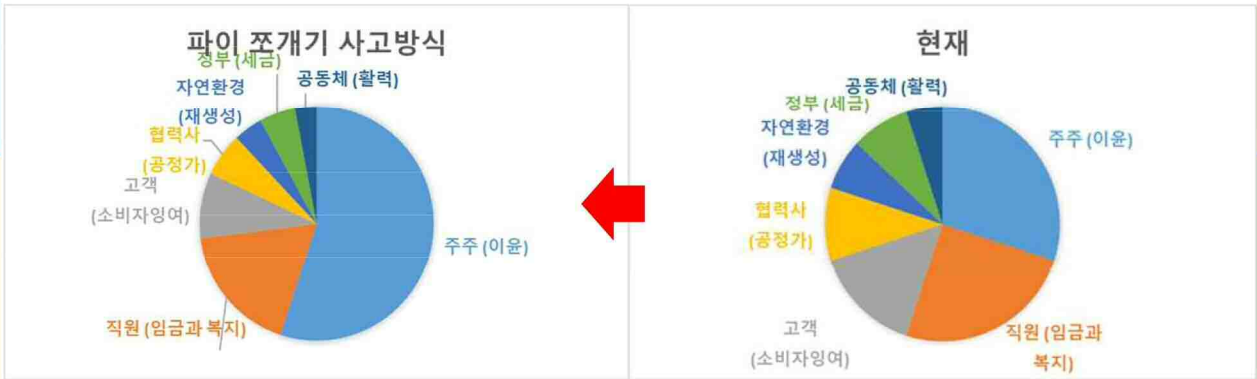 파이 쪼개기 사고방식
정부 (세금)
공동체 (활력)
자연환경
(재생성)
협력사
(공정가)
고객
(소비자잉여)
주주 (이윤)
직원 (임금과 복지)
현재
공동체 (활력)
정부 (세금)
자연환경
(재생성)
주주 (이윤)
협력사
(공정가)
고객
(소비자잉여)
직원 (임금과
복지)